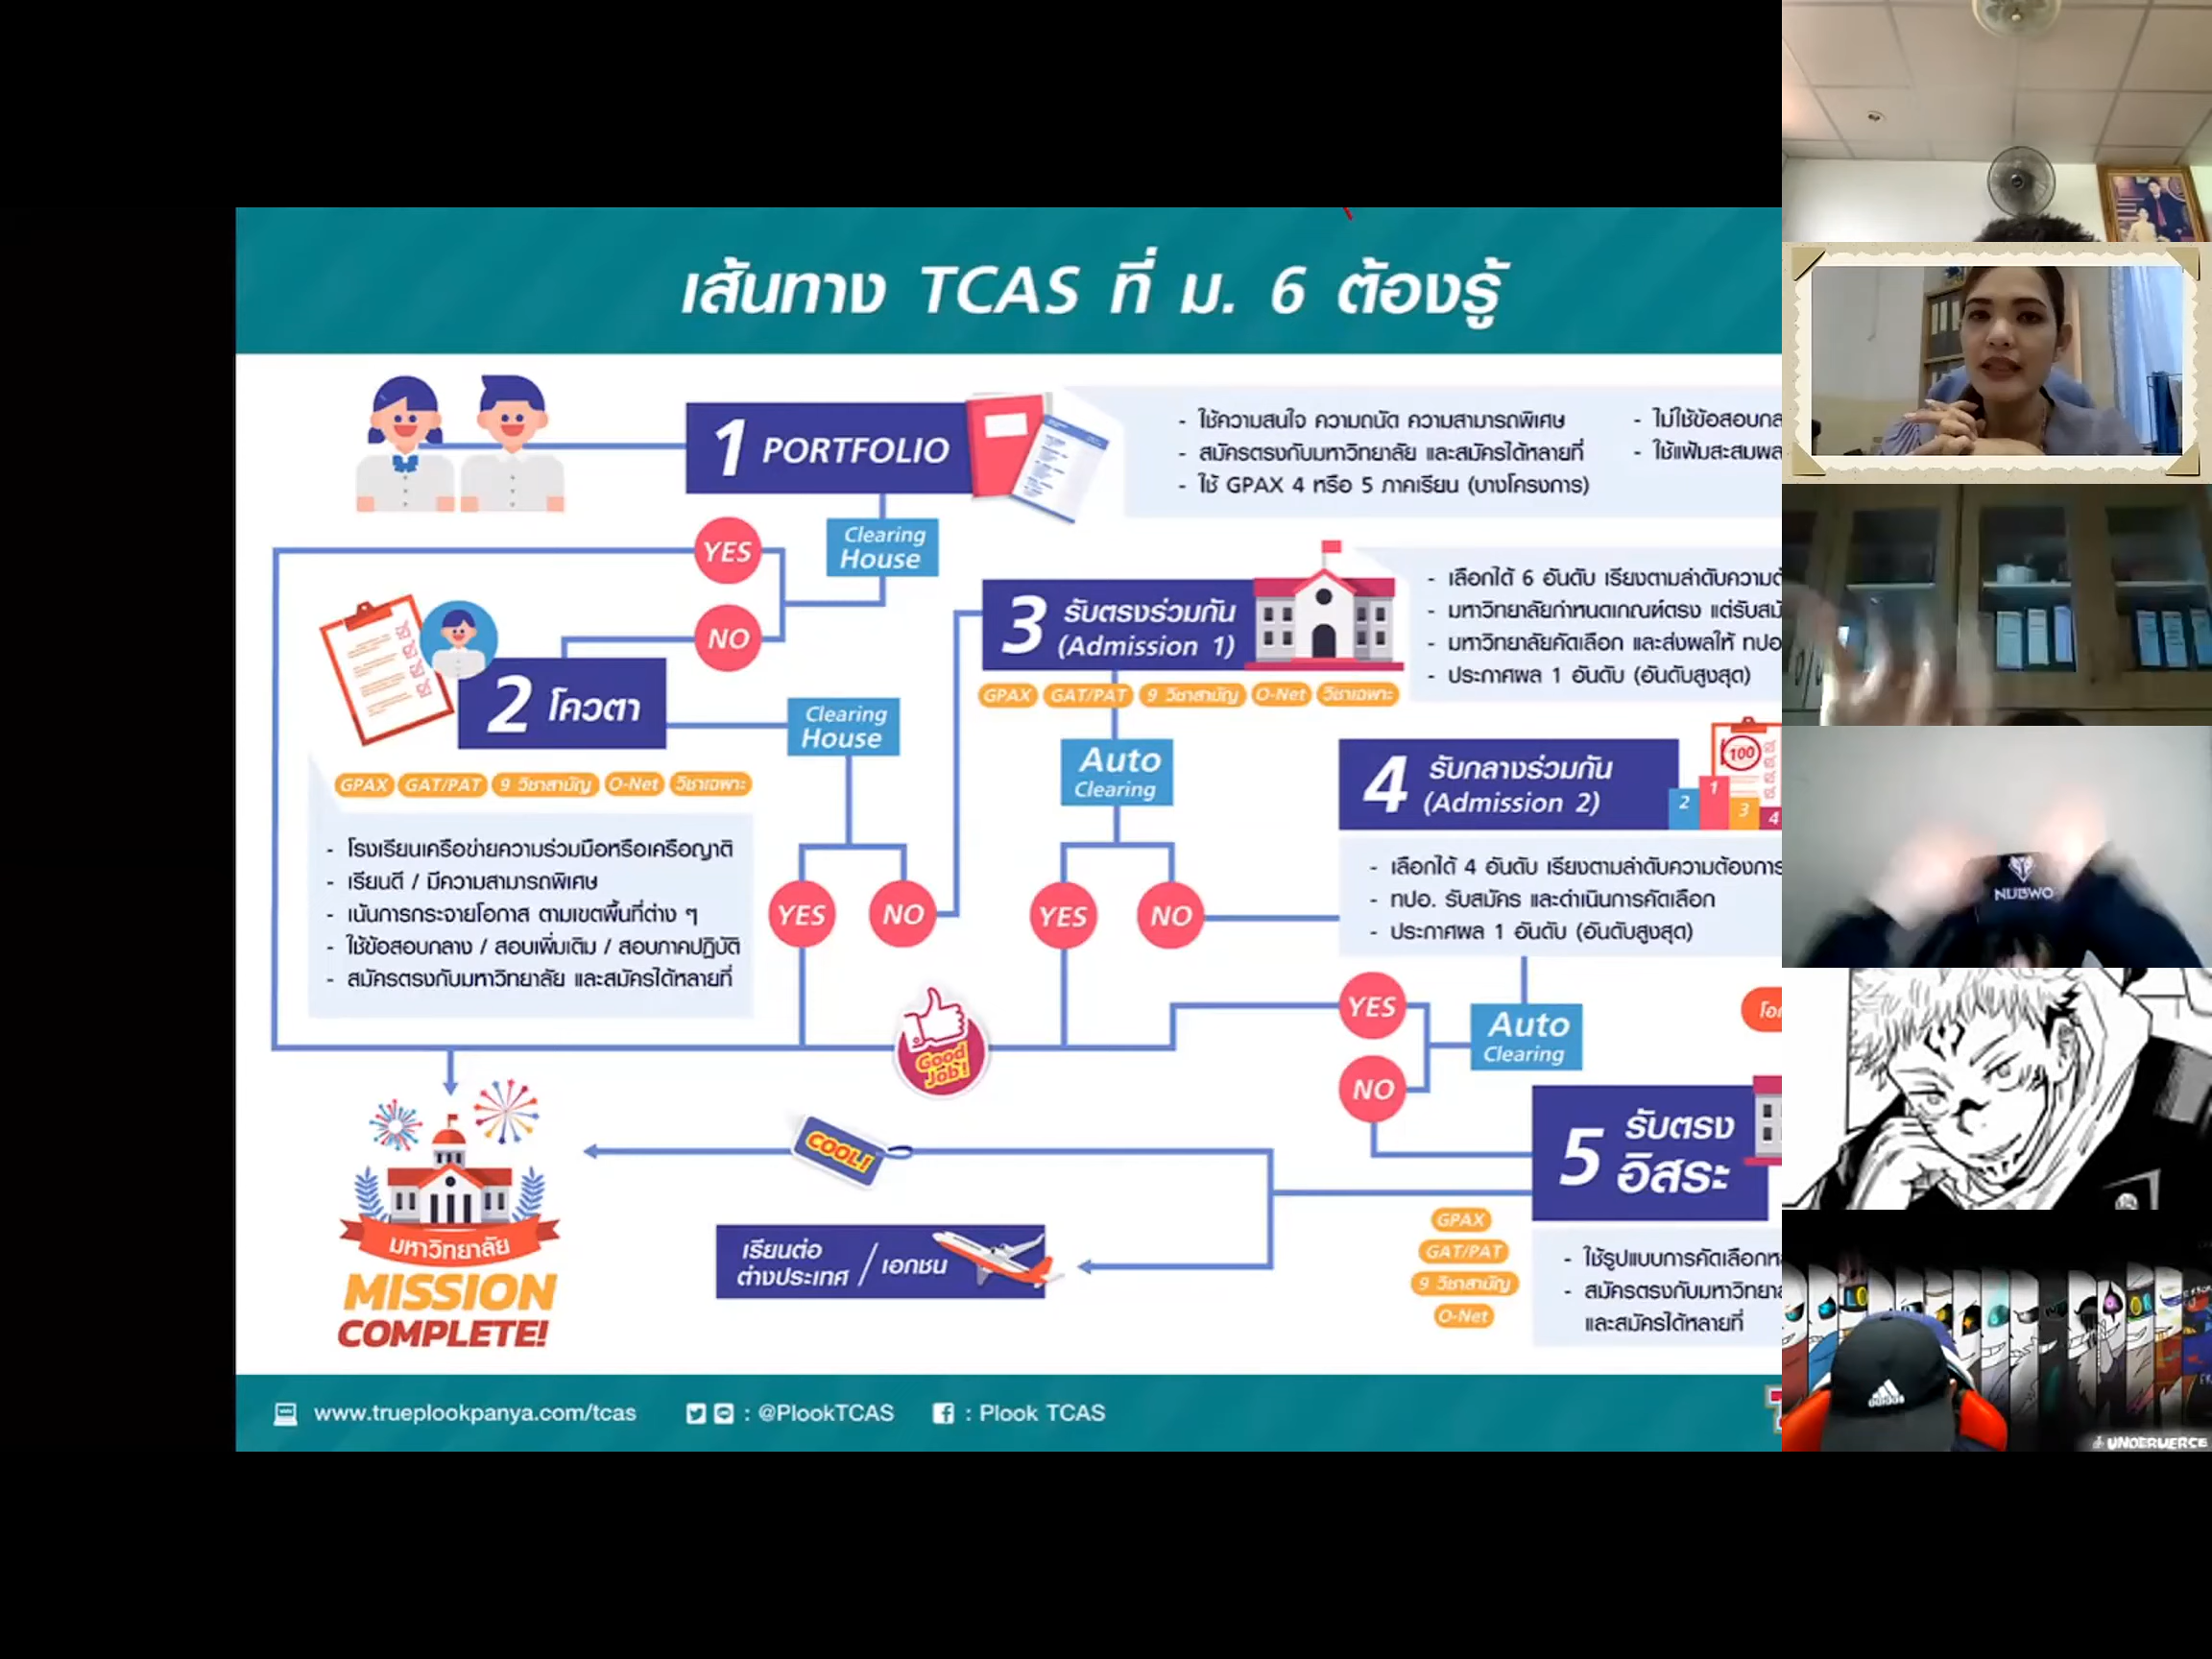 เส้นทาง TCAS ที่ ม. 6 ต้องรู้
1 PORTFOLIO
- ใช้ความสนใจ ความถนัด ความสามารถพิเศษ
- สมัครตรงกับมหาวิทยาลัย และสมัครได้หลายที่
- ใช้ GPAX 4 หรือ 5 ภาคเรียน (บางโครงการ)
- ไม่ใช้ข้อสอบกล
- ใช้แฟ้มสะสมผล
Clearing
House
YES
NO
2 โควตา
GPAX GAT/PAT 9 วิชาสามัญ O-Net วิชาเฉพาะ
- โรงเรียนเครือข่ายความร่วมมือหรือเครือญาติ
- เรียนดี / มีความสามารถพิเศษ
- เน้นการกระจายโอกาส ตามเขตพื้นที่ต่าง ๆ
- ใช้ข้อสอบกลาง / สอบเพิ่มเติม / สอบภาคปฏิบัติ
- สมัครตรงกับมหาวิทยาลัย และสมัครได้หลายที่
Clearing
House
YES
NO
3 รับตรงร่วมกัน
(Admission 1)
GPAX GAT/PAT 9 วิชาสามัญ O-Net วิชาเฉพาะ
- เลือกได้ 6 อันดับ เรียงตามลำดับความต้
- มหาวิทยาลัยกำหนดเกณฑ์ตรง แต่รับสมั
- มหาวิทยาลัยคัดเลือก และส่งผลให้ ทปอ
- ประกาศผล 1 อันดับ (อันดับสูงสุด)
Auto
Clearing
YES
NO
4 รับกลางร่วมกัน
(Admission 2)
100
2 1 3 4
- เลือกได้ 4 อันดับ เรียงตามลำดับความต้องการ
- ทปอ. รับสมัคร และดำเนินการคัดเลือก
- ประกาศผล 1 อันดับ (อันดับสูงสุด)
Auto
Clearing
YES
NO
Good
Job!
COOL!
5 รับตรง
อิสระ
GPAX
GAT/PAT
9 วิชาสามัญ
O-Net
- ใช้รูปแบบการคัดเลือกห
- สมัครตรงกับมหาวิทยา
และสมัครได้หลายที่
เรียนต่อ
ต่างประเทศ / เอกชน
มหาวิทยาลัย
MISSION
COMPLETE!
www.trueplookpanya.com/tcas
: @PlookTCAS
: Plook TCAS
NUBWO
adidas
UNDERVERCE